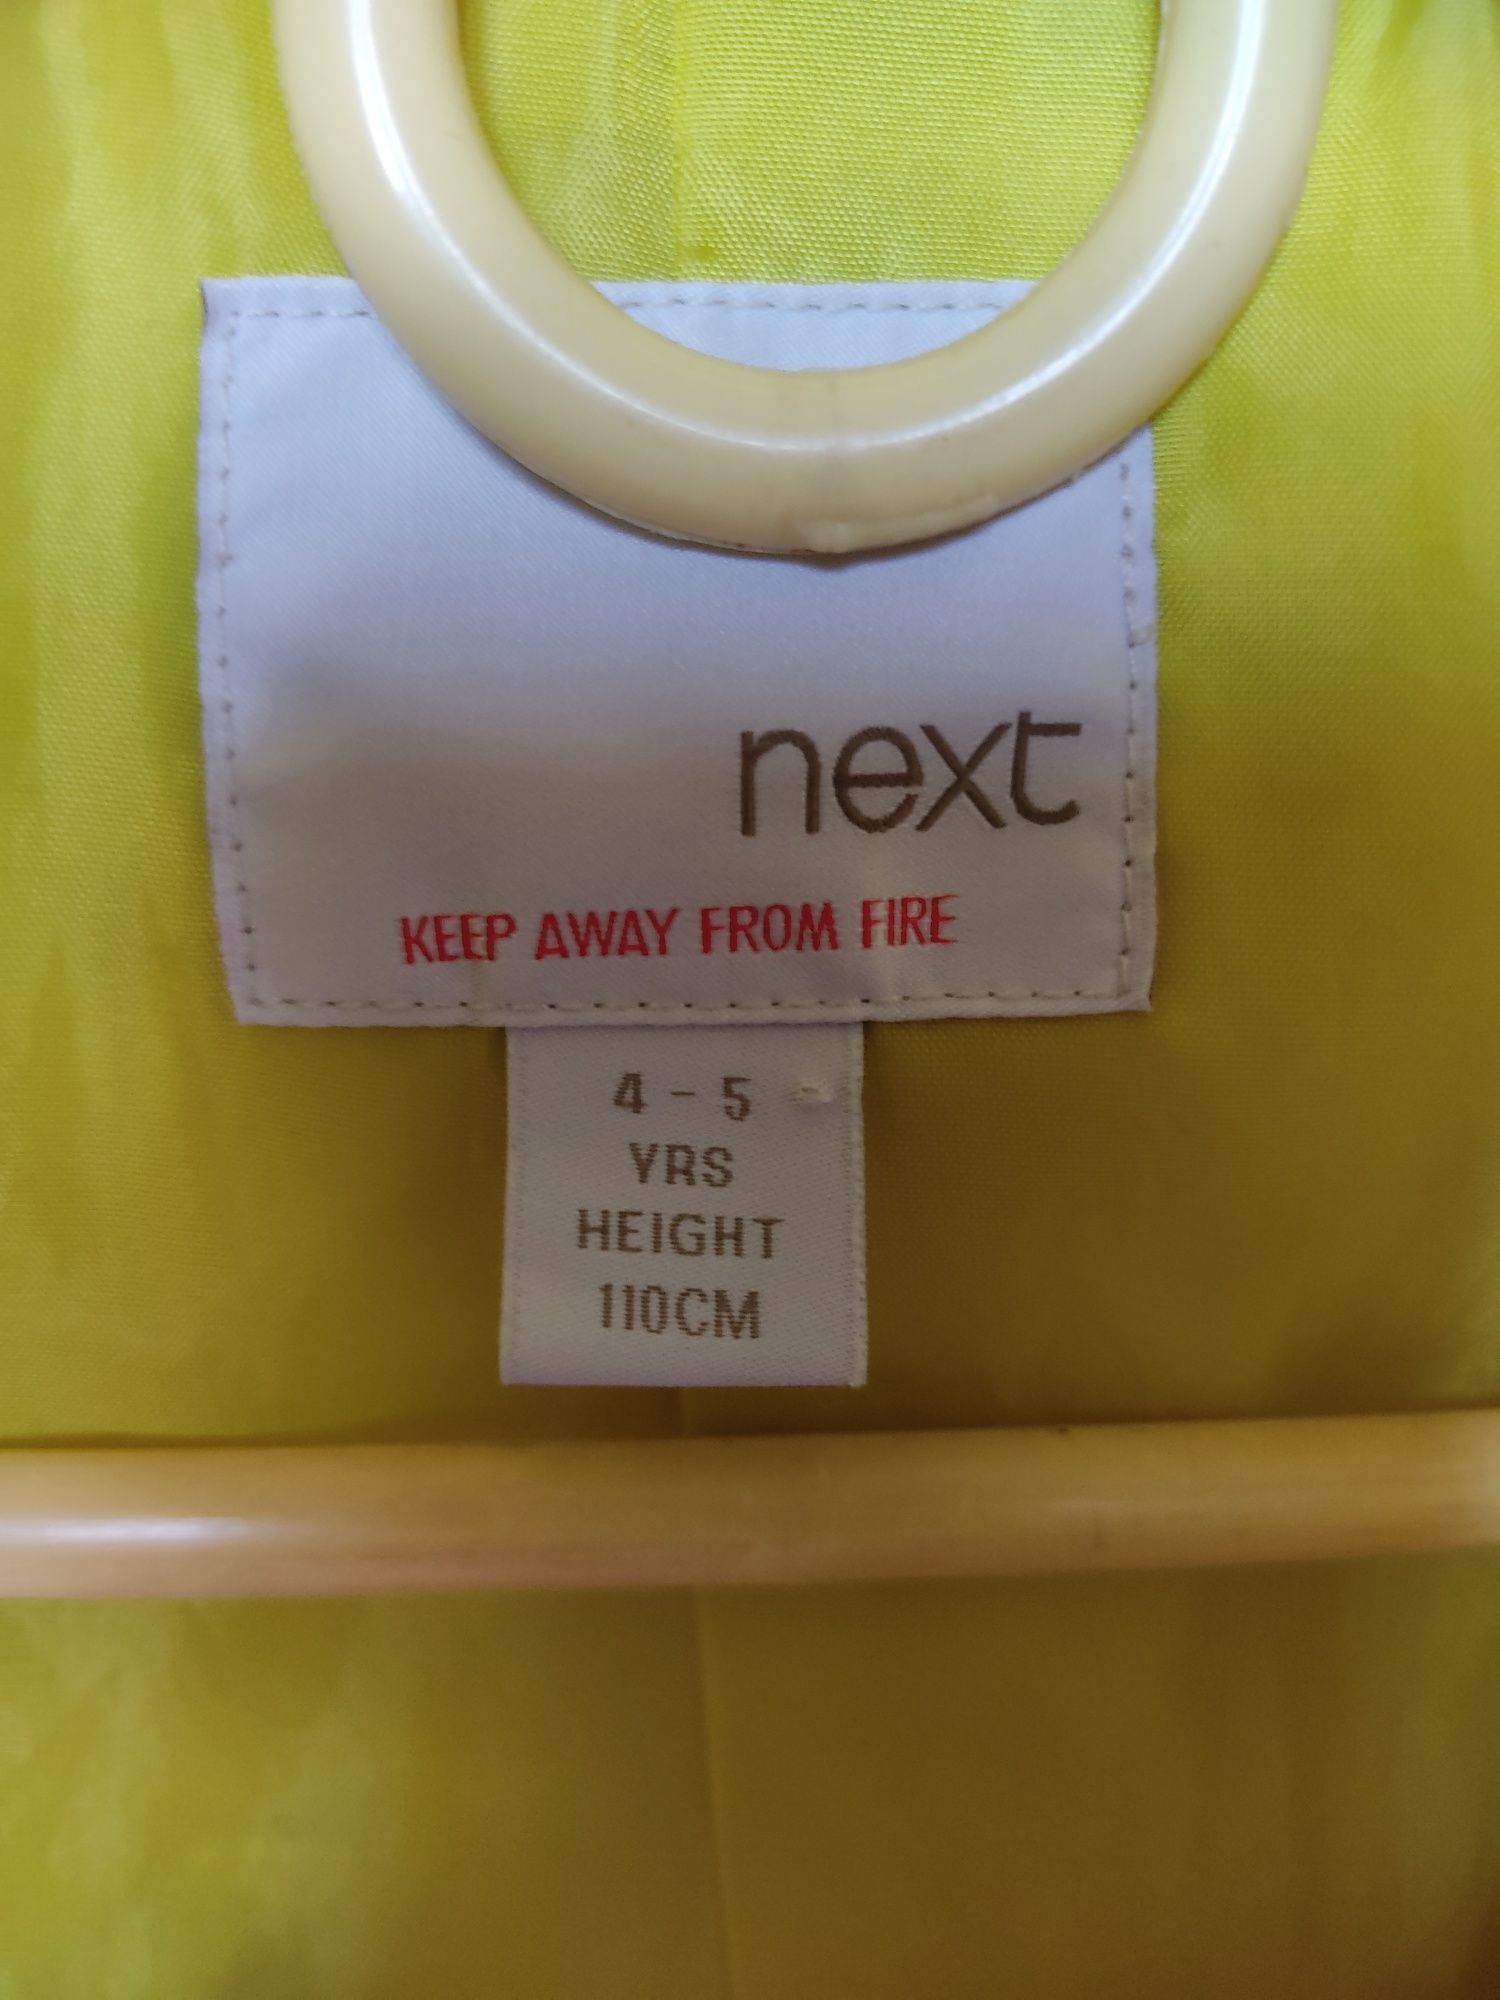 next
KEEP AWAY FROM FIRE
4 - 5
YRS
HEIGHT
110CM